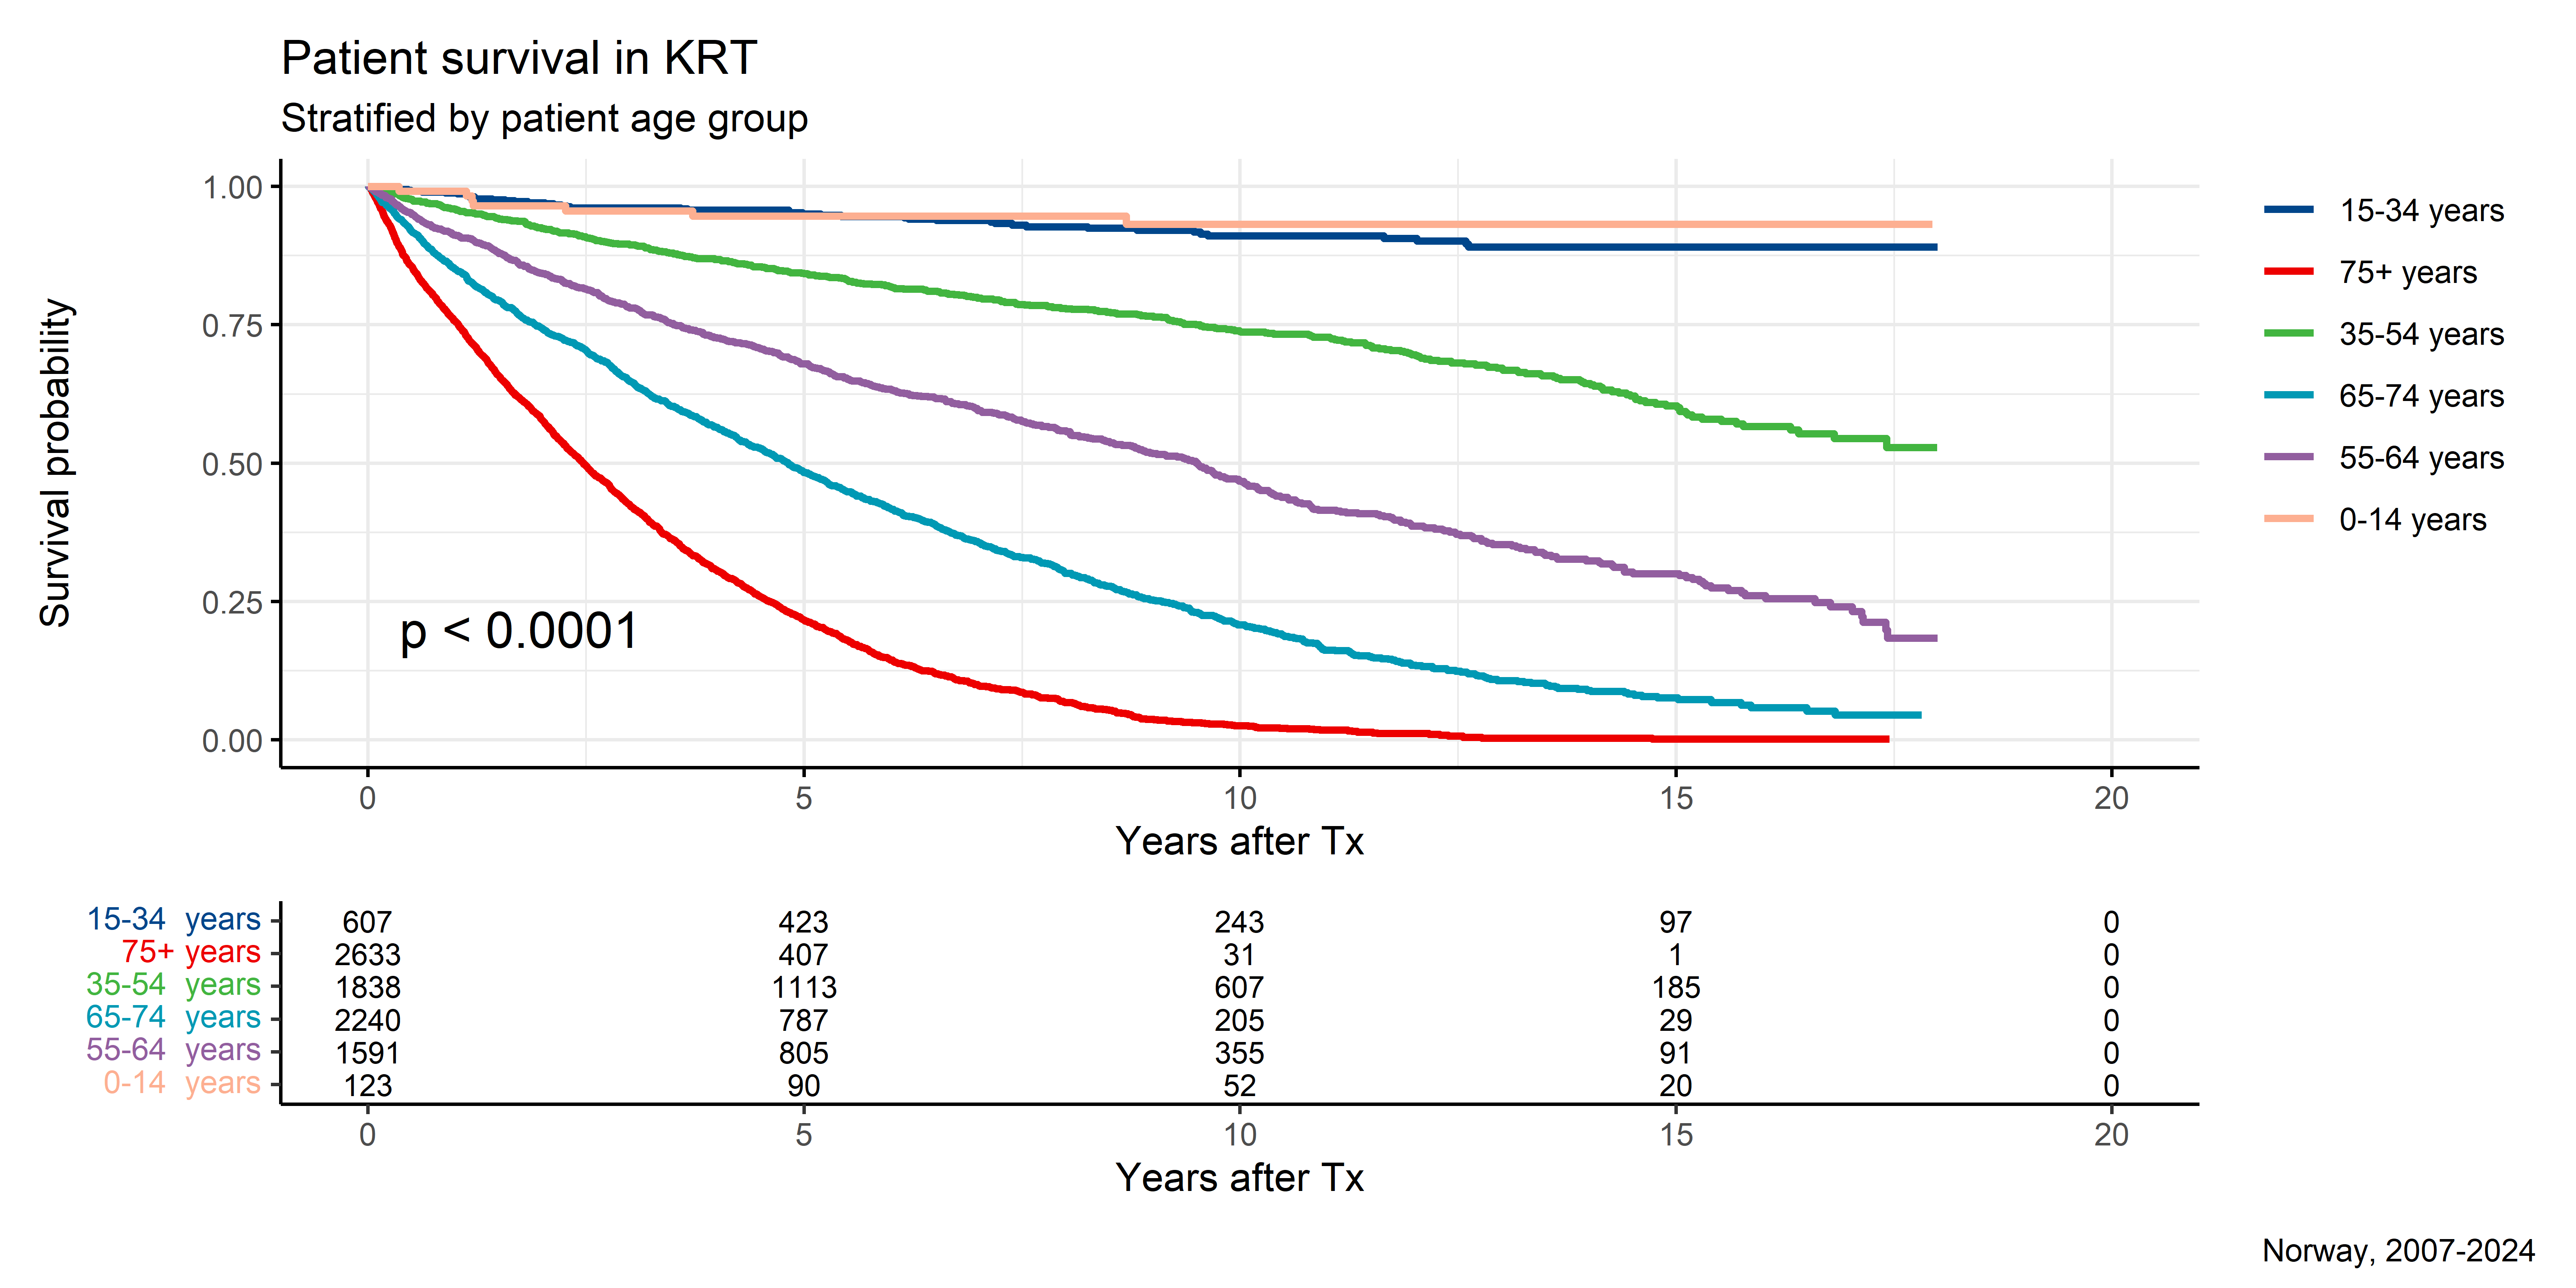 Patient survival in KRT
Stratified by patient age group
Survival probability
1.00
0.75
0.50
0.25
0.00
p < 0.0001
0 5 10 15 20
Years after Tx
15-34 years
75+ years
35-54 years
65-74 years
55-64 years
0-14 years
15-34 years 607 423 243 97 0
75+ years 2633 407 31 1 0
35-54 years 1838 1113 607 185 0
65-74 years 2240 787 205 29 0
55-64 years 1591 805 355 91 0
0-14 years 123 90 52 20 0
0 5 10 15 20
Years after Tx
Norway, 2007-2024